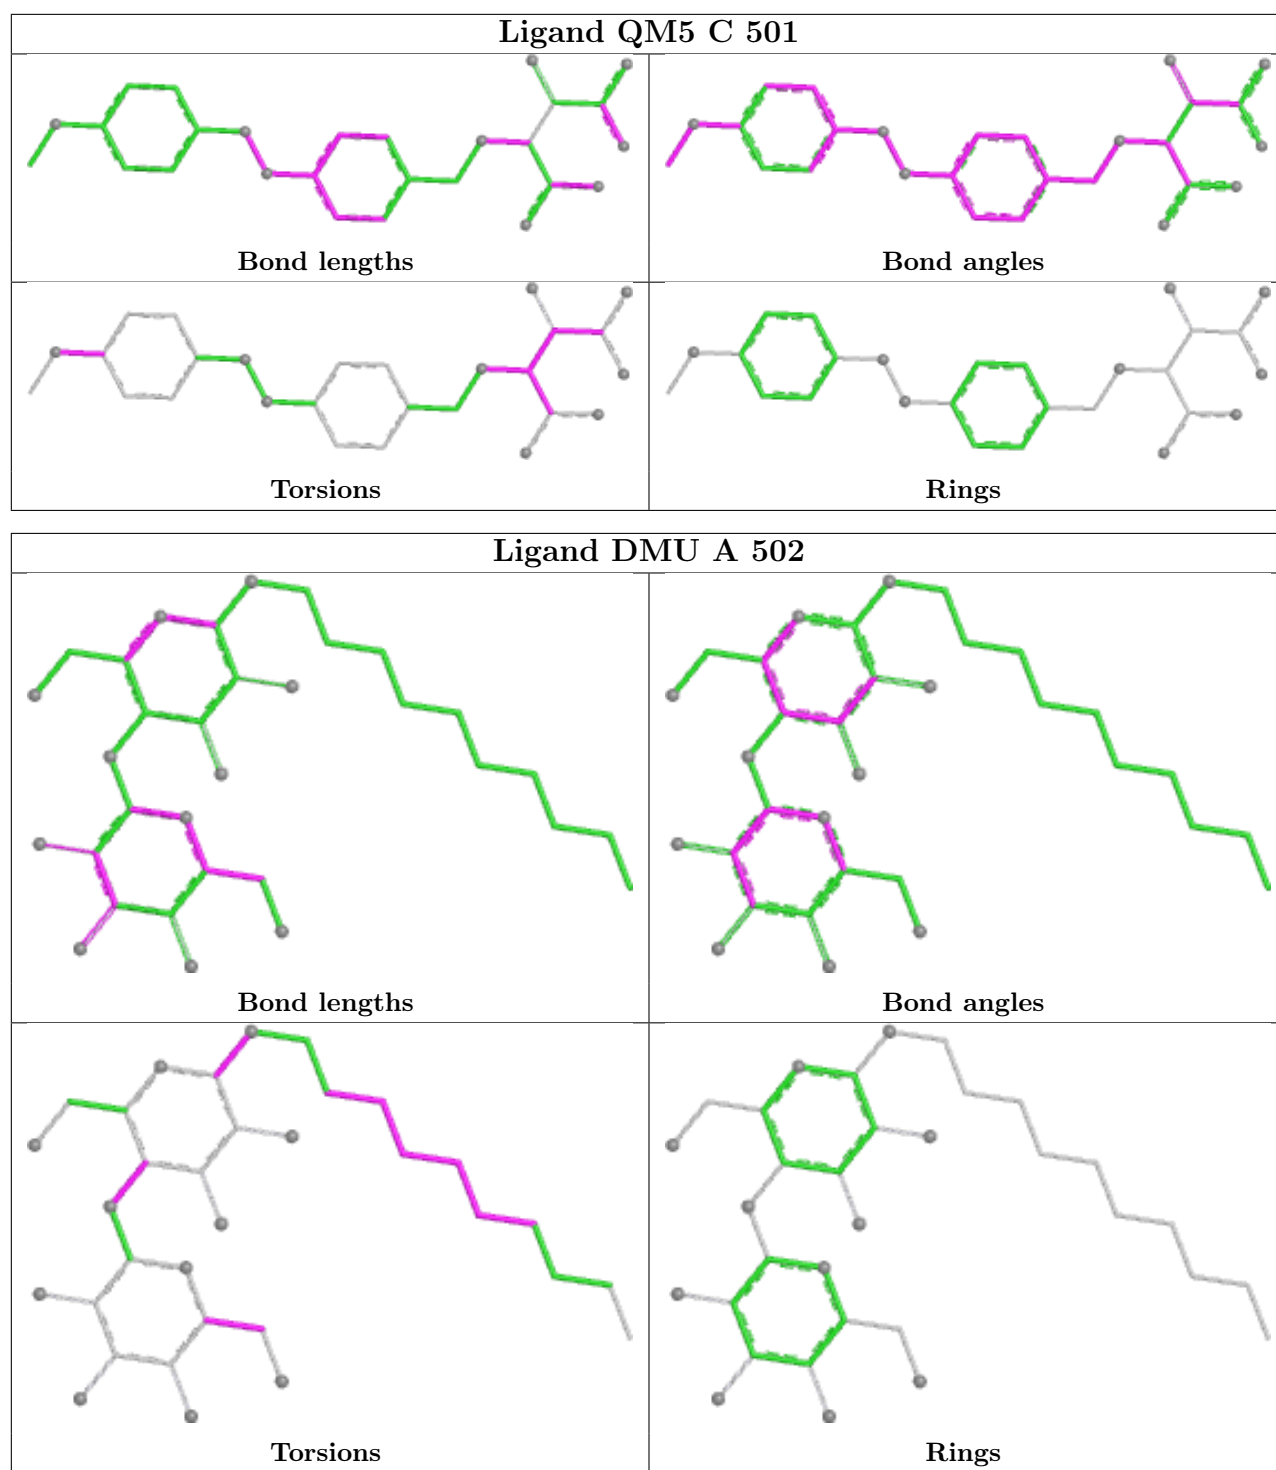 Ligand QM5 C 501
Bond lengths
Bond angles
Torsions
Rings
Ligand DMU A 502
Bond lengths
Bond angles
Torsions
Rings